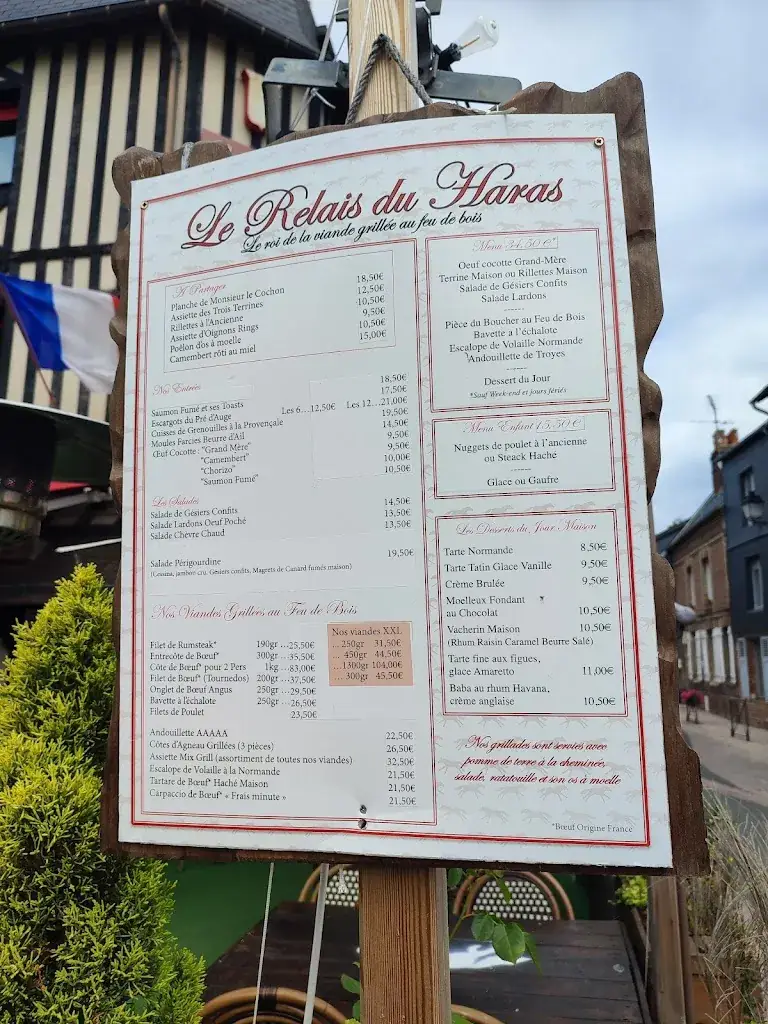 Le Relais du Haras
Le roi de la viande grillée au feu de bois
A Partager
Planche de Monsieur le Cochon 18,50€
Assiette des Trois Terrines 12,50€
Rillettes à l'Ancienne 10,50€
Assiette d'Oignons Rings 9,50€
Poêlon d'os à moelle 10,50€
Camembert rôti au miel 15,00€
Nos Entrées
Saumon Fumé et ses Toasts 18,50€
Escargots du Pré d'Auge Les 6...12,50€ Les 12...21,00€
17,50€
Cuisses de Grenouilles à la Provençale 19,50€
Moules Farcies Beurre d'Ail 14,50€
Œuf Cocotte : "Grand Mère" 9,50€
"Camembert" 9,50€
"Chorizo" 10,00€
"Saumon Fumé" 10,50€
Les Salades
Salade de Gésiers Confits 14,50€
Salade Lardons Oeuf Poché 13,50€
Salade Chèvre Chaud 13,50€
Salade Périgourdine 19,50€
jambon cru, Gésiers confits, Magrets de Canard fumés maison)
Nos Viandes Grillées au Feu de Bois
Nos viandes XXL
Filet de Rumsteak* 190gr ...25,50€ ... 250gr 31,50€
Entrecôte de Bœuf* 300gr ...35,50€ ... 450gr 44,50€
Côte de Bœuf* pour 2 Pers 1kg ...83,00€ ...1300gr 104,00€
Filet de Bœuf* (Tournedos) 200gr ...37,50€ ... 300gr 45,50€
Onglet de Bœuf Angus 250gr ...29,50€
Bavette à l'échalote 250gr ...26,50€
Filets de Poulet 23,50€
Andouillette AAAAA 22,50€
Côtes d'Agneau Grillées (3 pièces) 26,50€
Assiette Mix Grill (assortiment de toutes nos viandes) 32,50€
Escalope de Volaille à la Normande 21,50€
Tartare de Bœuf* Haché Maison 21,50€
Carpaccio de Bœuf* « Frais minute » 21,50€
Menu 34,50€*
Oeuf cocotte Grand-Mère
Terrine Maison ou Rillettes Maison
Salade de Gésiers Confits
Salade Lardons
------
Pièce du Boucher au Feu de Bois
Bavette a l'échalote
Escalope de Volaille Normande
Andouillette de Troyes
------
Dessert du Jour
*Sauf Week-end et jours fériés
Menu Enfant 15,50€
Nuggets de poulet à l'ancienne
ou Steack Haché
------
Glace ou Gaufre
Les Desserts du Jour Maison
Tarte Normande 8,50€
Tarte Tatin Glace Vanille 9,50€
Crème Brulée 9,50€
Moelleux Fondant
au Chocolat 10,50€
Vacherin Maison 10,50€
(Rhum Raisin Caramel Beurre Salé)
Tarte fine aux figues,
glace Amaretto 11,00€
Baba au rhum Havana,
crème anglaise 10,50€
Nos grillades sont servies avec
pomme de terre à la cheminée,
salade, ratatouille et son os à moelle
*Bœuf Origine France